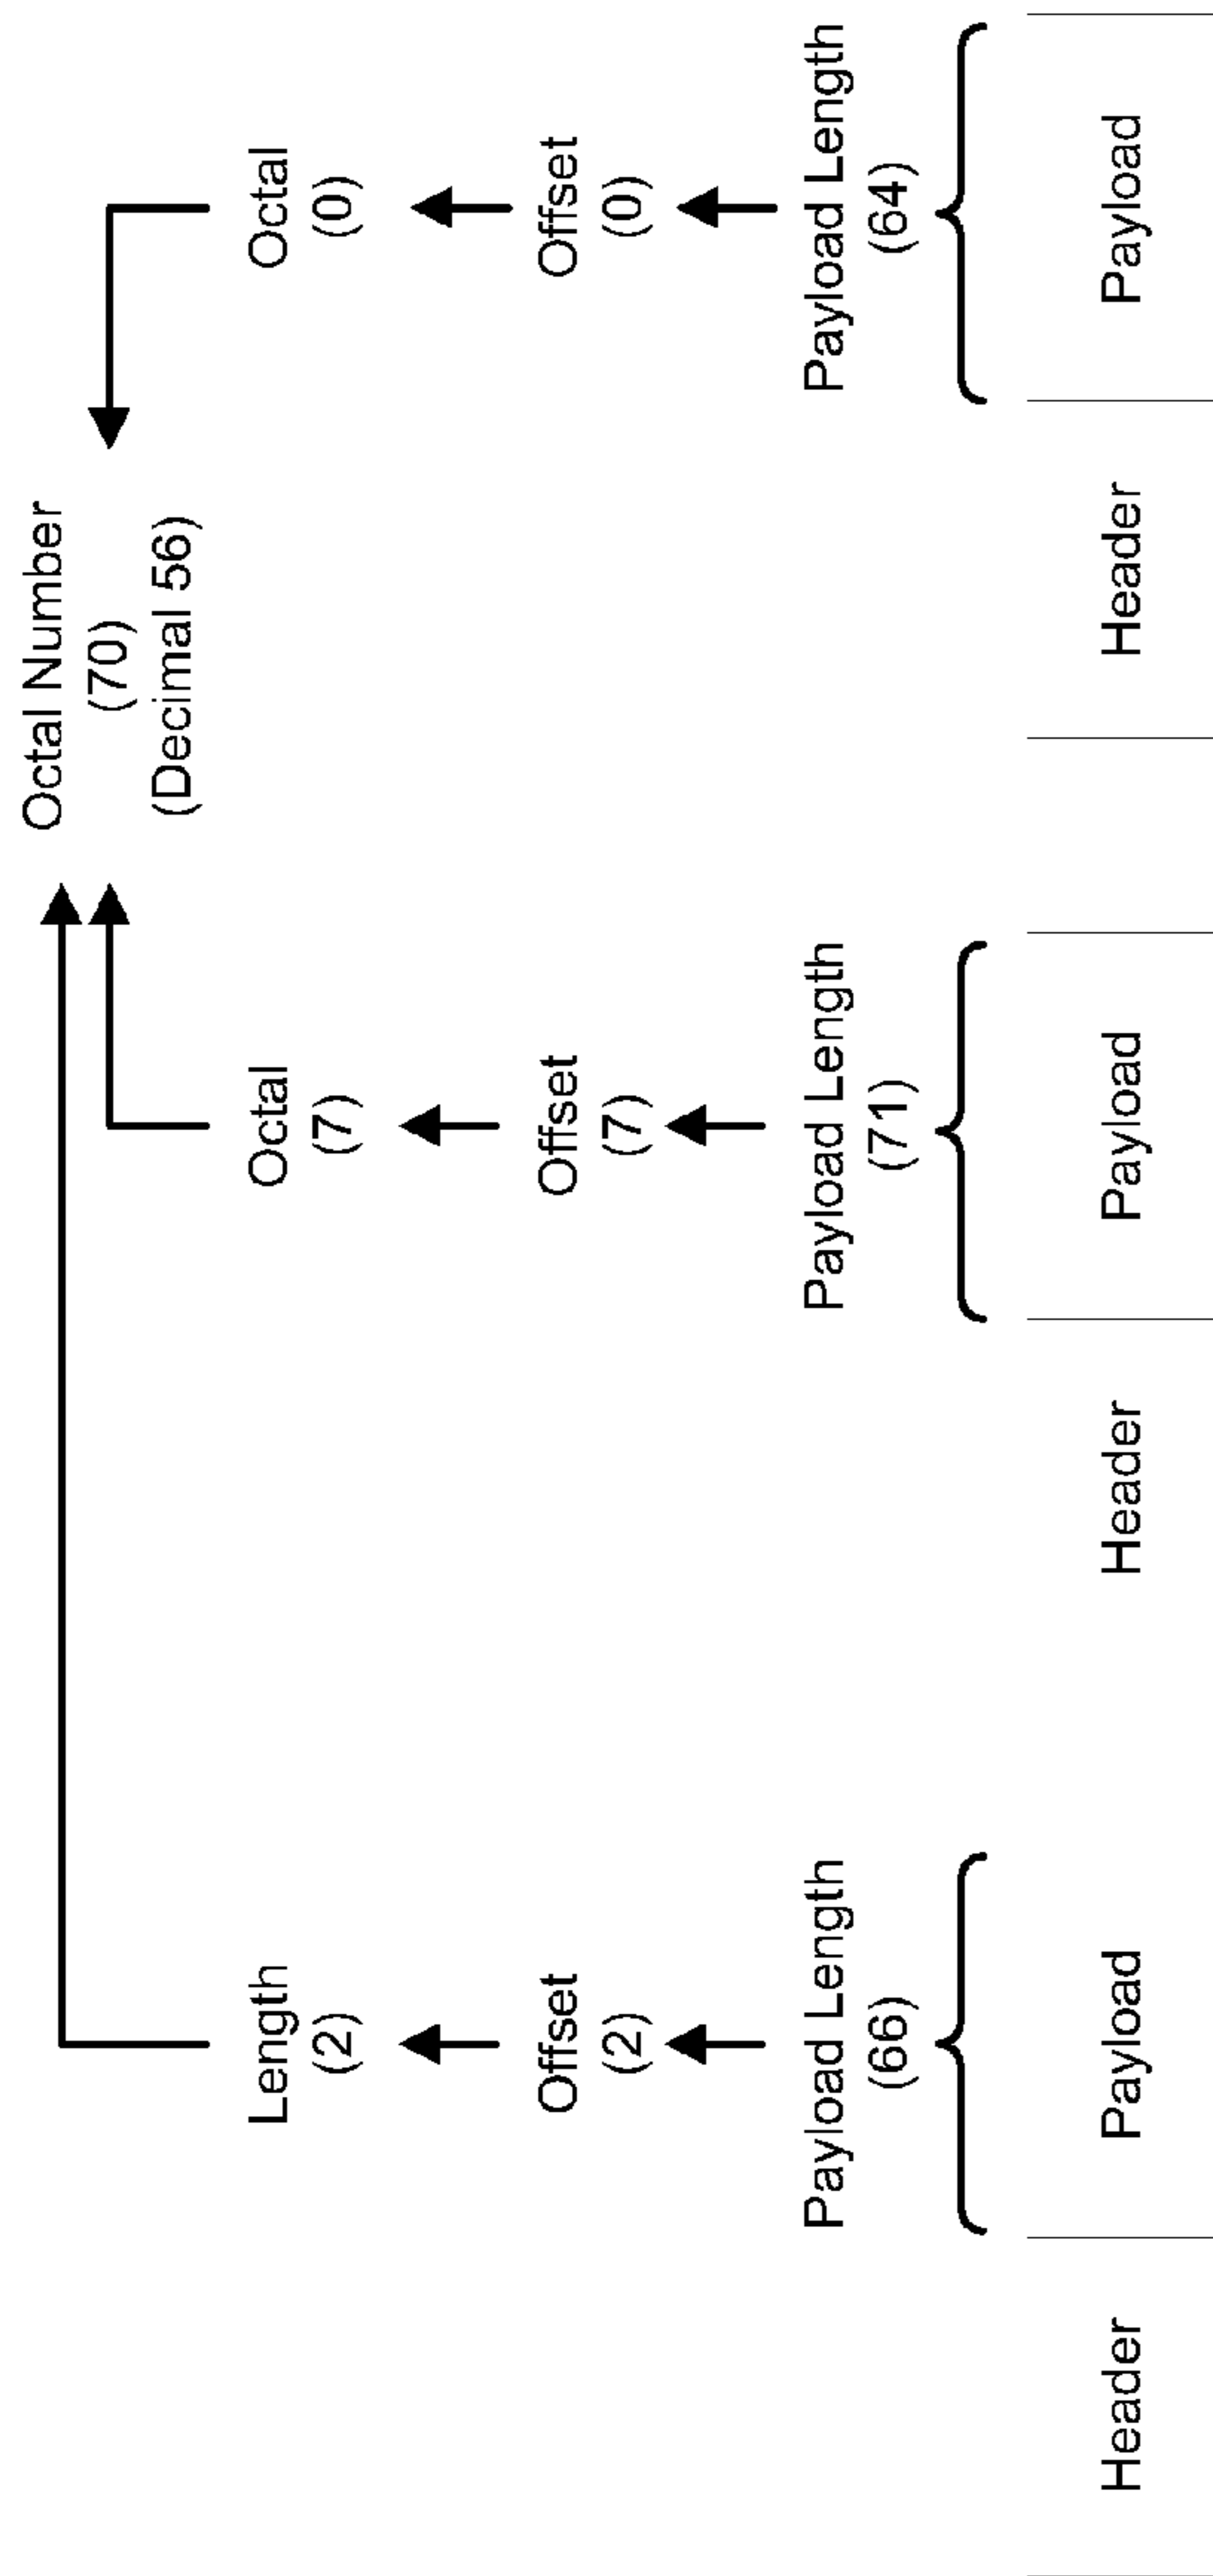 Octal Number
(70)
(Decimal 56)
Length
(2)
Octal
(7)
Octal
(0)
Offset
(2)
Offset
(7)
Offset
(0)
Payload Length
(66)
Payload Length
(71)
Payload Length
(64)
Header
Payload
Header
Payload
Header
Payload